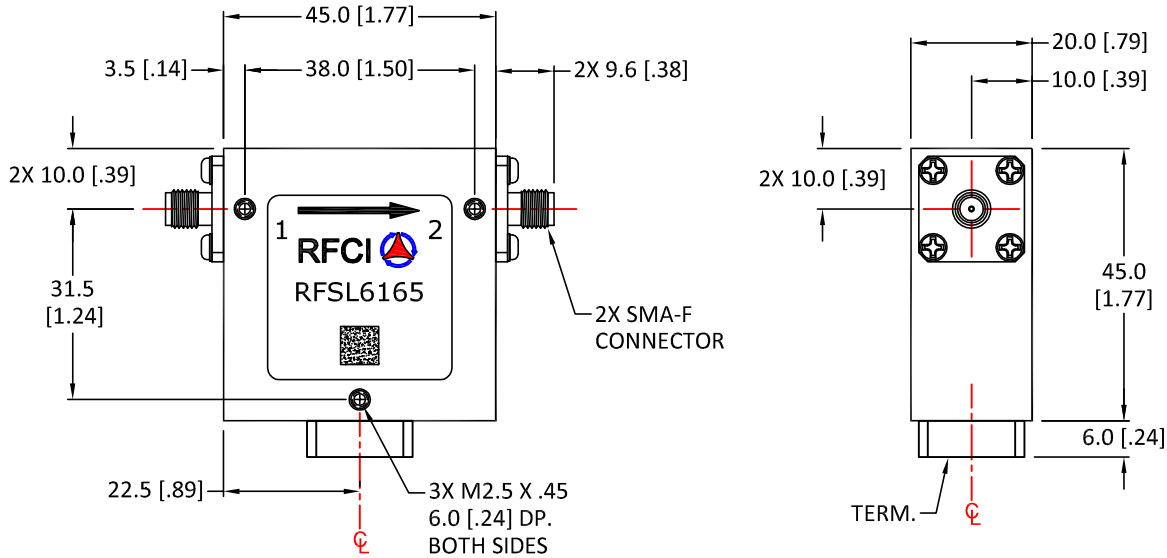 45.0 [1.77]
3.5 [.14]
38.0 [1.50]
2X 9.6 [.38]
2X 10.0 [.39]
31.5
[1.24]
1
2
RFCI
RFSL6165
2X SMA-F
CONNECTOR
22.5 [.89]
3X M2.5 X .45
6.0 [.24] DP.
BOTH SIDES
℄
20.0 [.79]
10.0 [.39]
2X 10.0 [.39]
45.0
[1.77]
6.0 [.24]
TERM.
℄